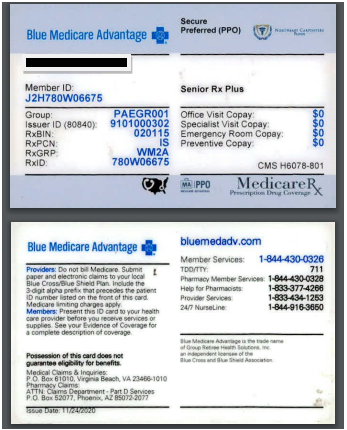 Blue Medicare Advantage
Secure
Preferred (PPO)
Northeast Carpenters
Funds
Member ID:
J2H780W06675
Senior Rx Plus
Group: PAEGR001
Issuer ID (80840): 9101000302
RxBIN: 020115
RxPCN: IS
RxGRP: WM2A
RxID: 780W06675
Office Visit Copay: $0
Specialist Visit Copay: $0
Emergency Room Copay: $0
Preventive Copay: $0
CMS H6078-801
MA PPO
MEDICARE ADVANTAGE
MedicareRx
Prescription Drug Coverage
Blue Medicare Advantage
Providers: Do not bill Medicare. Submit
paper and electronic claims to your local
Blue Cross/Blue Shield Plan. Include the
3-digit alpha prefix that precedes the patient
ID number listed on the front of this card.
Medicare limiting charges apply.
Members: Present this ID card to your health
care provider before you receive services or
supplies. See your Evidence of Coverage for
a complete description of coverage.
Possession of this card does not
guarantee eligibility for benefits.
Medical Claims & Inquiries:
P.O. Box 61010, Virginia Beach, VA 23466-1010
Pharmacy Claims:
ATTN: Claims Department - Part D Services
P.O. Box 52077, Phoenix, AZ 85072-2077
Issue Date: 11/24/2020
bluemedadv.com
Member Services: 1-844-430-0326
TDD/TTY: 711
Pharmacy Member Services: 1-844-430-0328
Help for Pharmacists: 1-833-377-4266
Provider Services: 1-833-434-1253
24/7 NurseLine: 1-844-916-3650
Blue Medicare Advantage is the trade name
of Group Retiree Health Solutions, Inc.
an independent licensee of the
Blue Cross and Blue Shield Association.